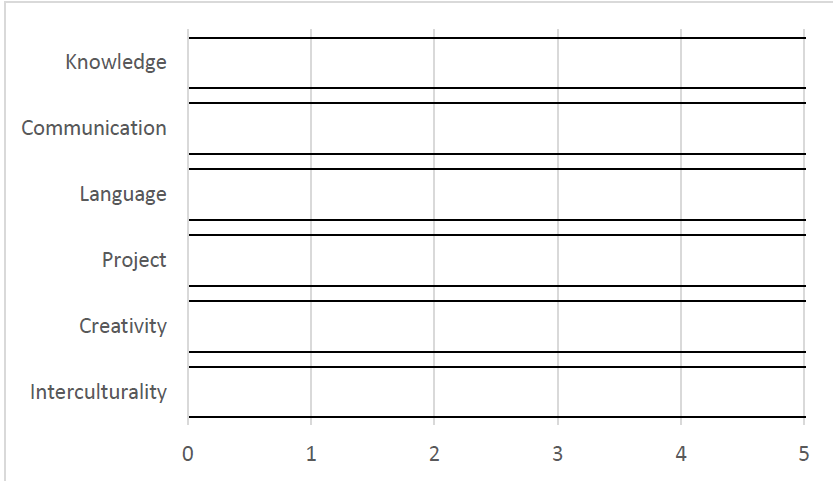 Knowledge
Communication
Language
Project
Creativity
Interculturality
0 1 2 3 4 5